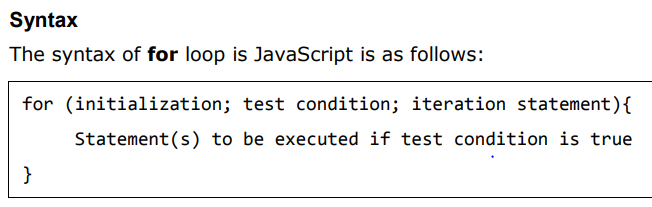 Syntax
The syntax of for loop is JavaScript is as follows:
for (initialization; test condition; iteration statement){
Statement(s) to be executed if test condition is true
}